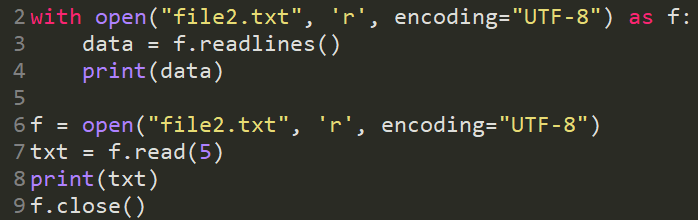 2 with open("file2.txt", 'r', encoding="UTF-8") as f:
3     data = f.readlines()
4     print(data)
5
6 f = open("file2.txt", 'r', encoding="UTF-8")
7 txt = f.read(5)
8 print(txt)
9 f.close()